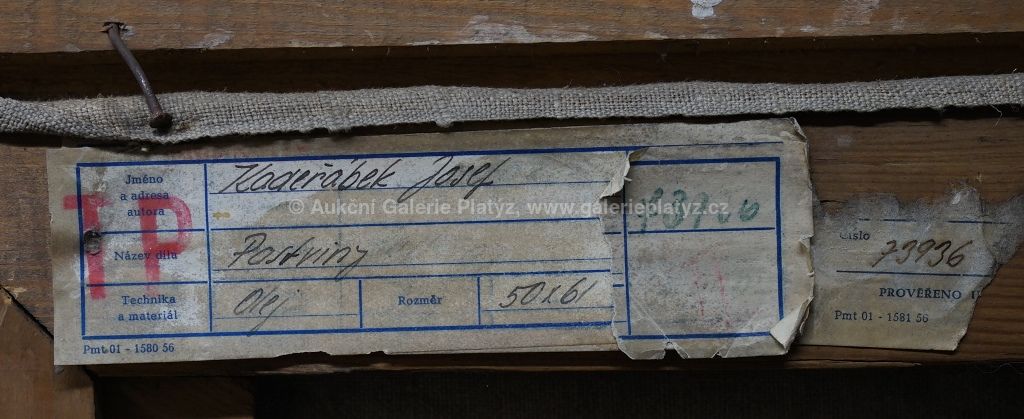 Jméno
a adresa
autora
Kadeřábek Josef
© Aukční Galerie Platýz, www.galerieplatyz.cz
TP
Název díla
Pastviny
Technika
a materiál
Olej
Rozměr
50x61
Pmt 01 - 1580 56
Číslo
73936
PROVĚŘENO
Pmt 01 - 1581 56